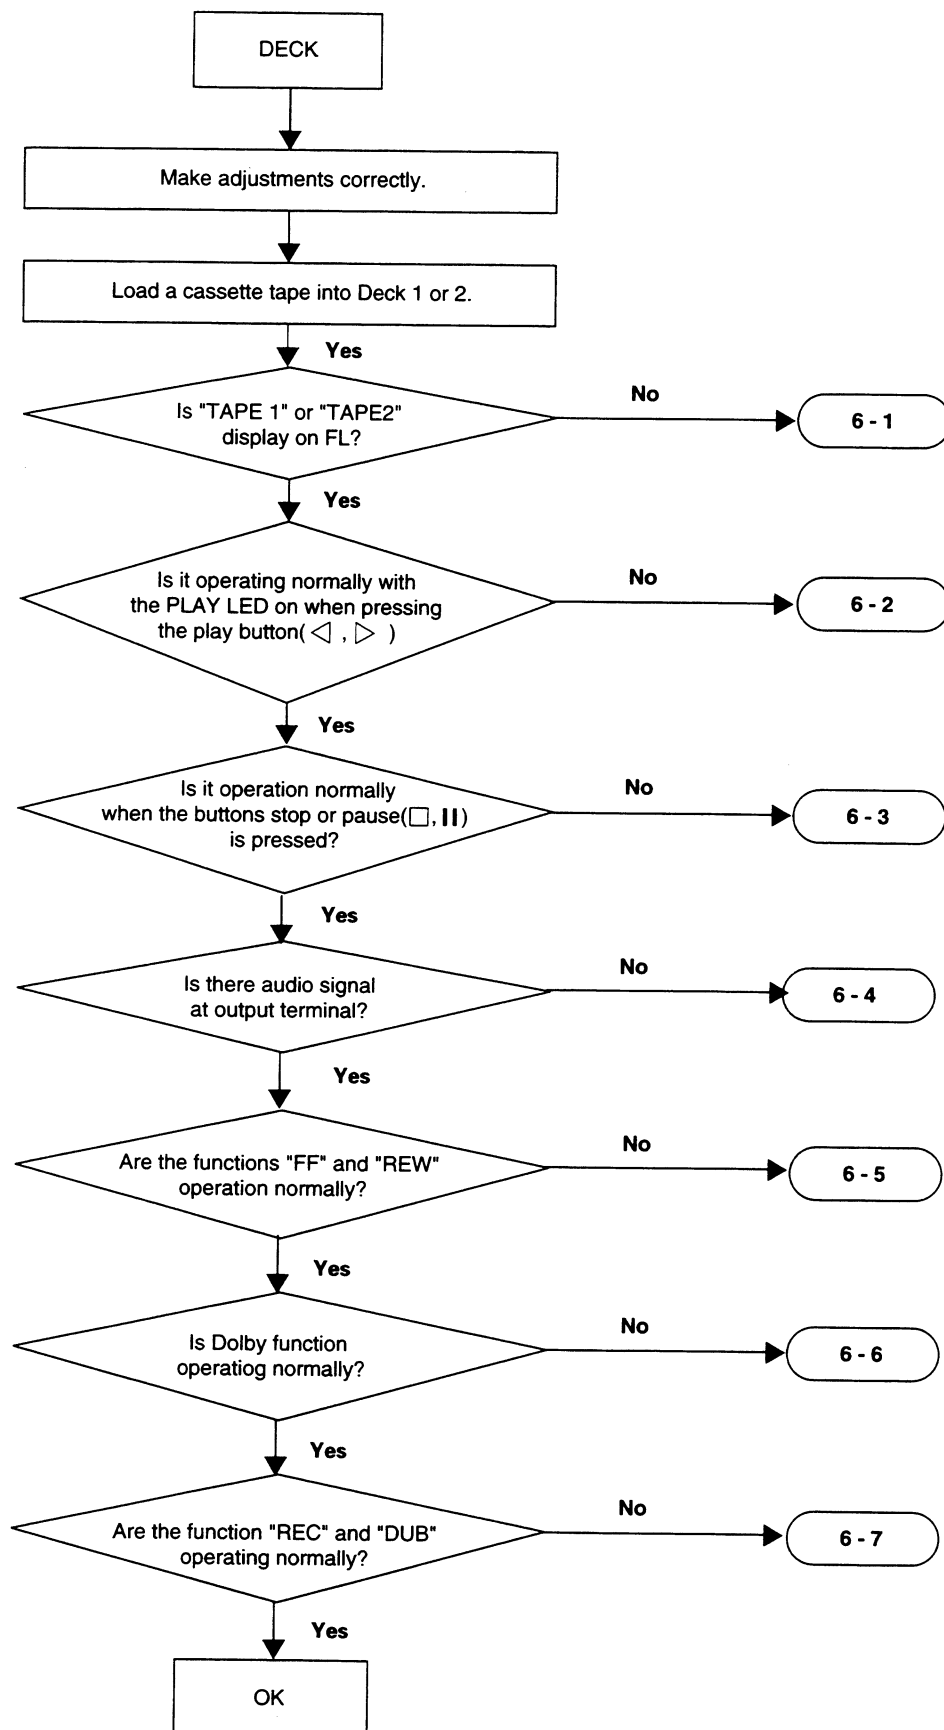 DECK
Make adjustments correctly.
Load a cassette tape into Deck 1 or 2.
Yes
Is "TAPE 1" or "TAPE2"
display on FL?
No
6 - 1
Yes
Is it operating normally with
the PLAY LED on when pressing
the play button( ◁ , ▷ )
No
6 - 2
Yes
Is it operation normally
when the buttons stop or pause(□, II)
is pressed?
No
6 - 3
Yes
Is there audio signal
at output terminal?
No
6 - 4
Yes
Are the functions "FF" and "REW"
operation normally?
No
6 - 5
Yes
Is Dolby function
operatiog normally?
No
6 - 6
Yes
Are the function "REC" and "DUB"
operating normally?
No
6 - 7
Yes
OK